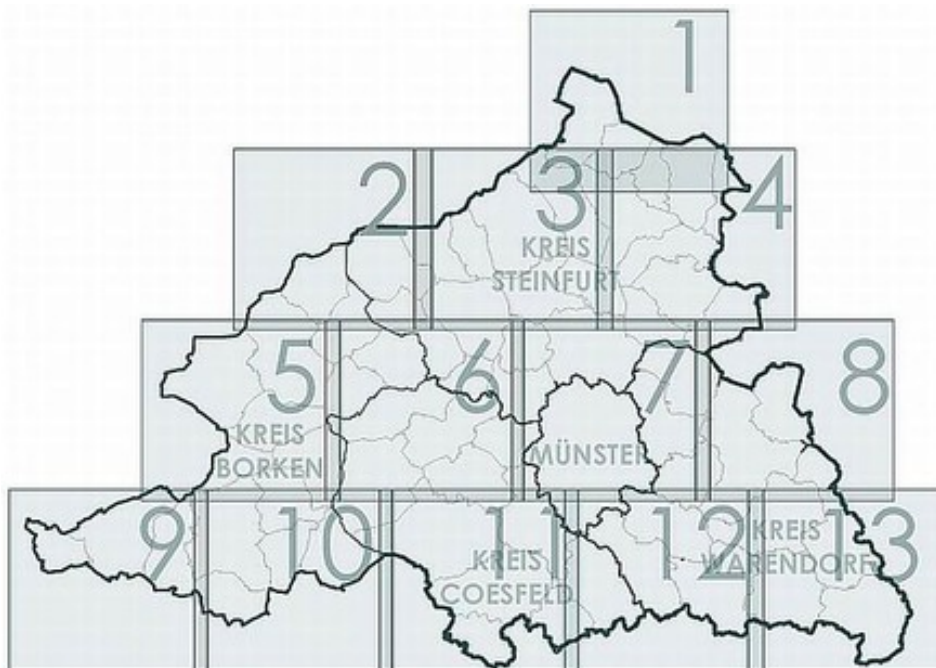 1
2
3
4
KREIS
STEINFURT
5
6
7
8
KREIS
BORKEN
MÜNSTER
9
10
11
12
13
KREIS
COESFELD
KREIS
WARENDORF